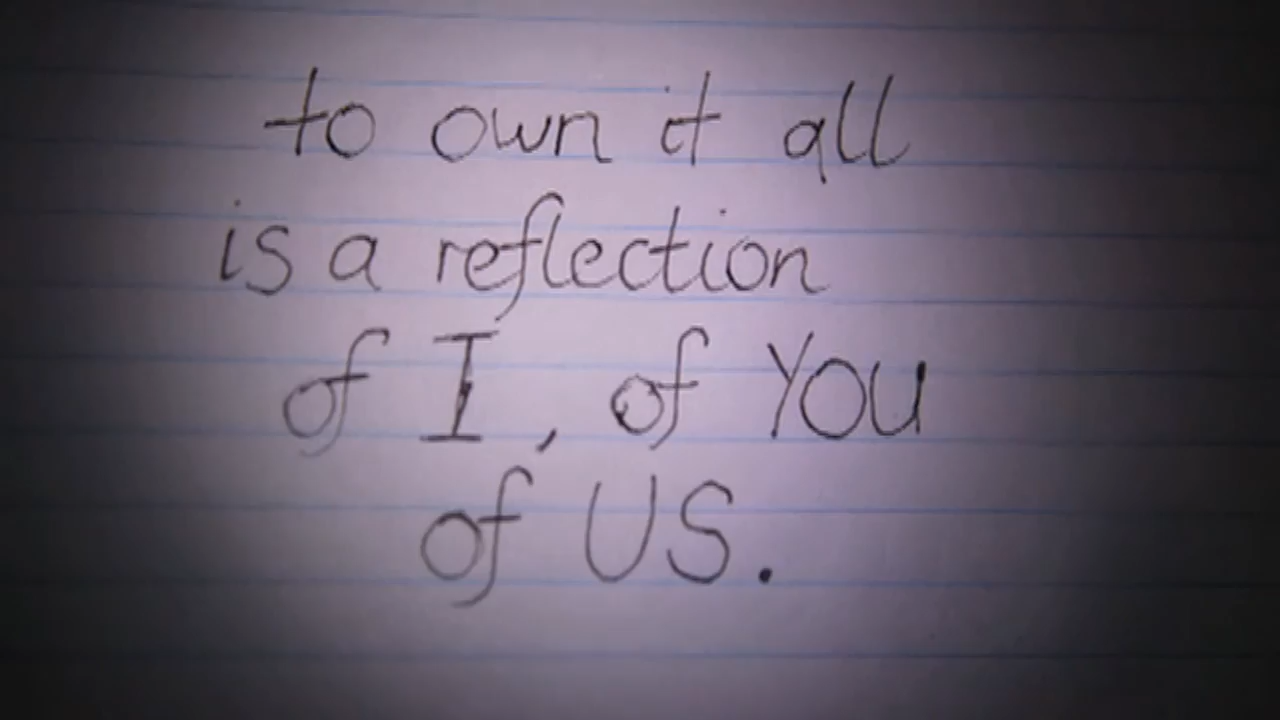 to own it all
is a reflection
of I, of YOU
of US.